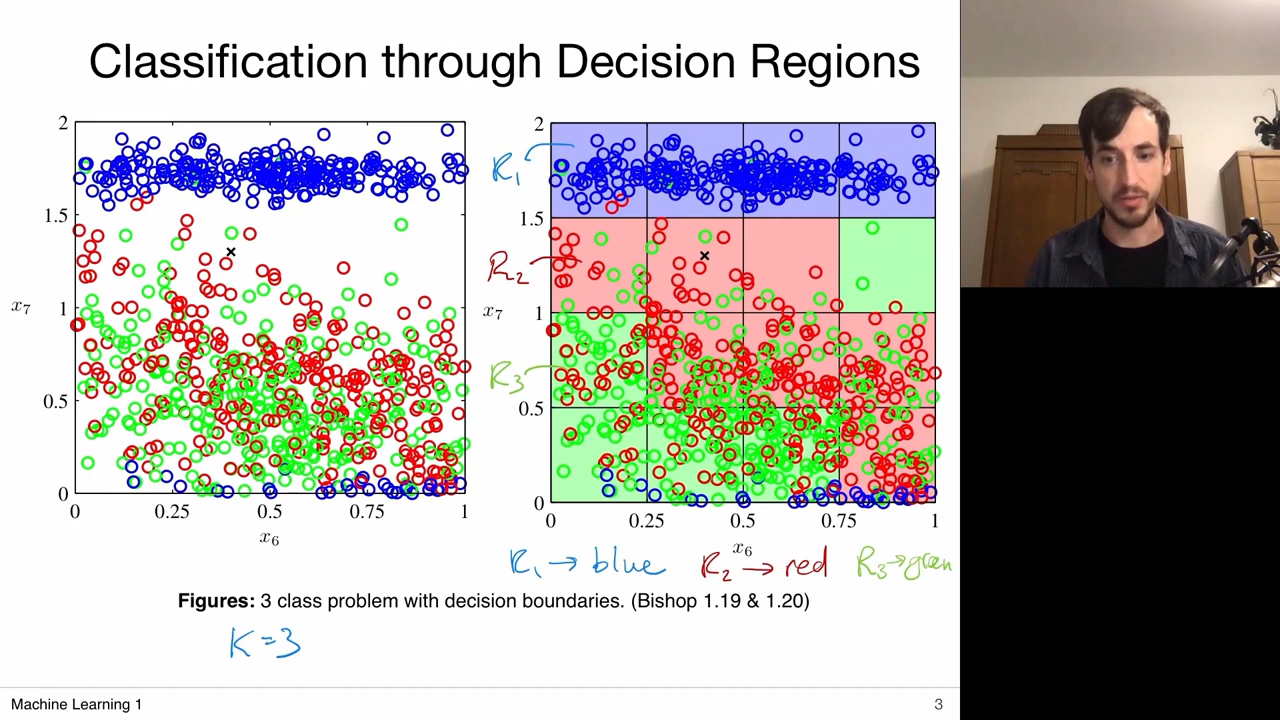 Classification through Decision Regions
2
1.5
x₇
1
0.5
0
0
0.25
0.5
0.75
1
x₆
R₁
R₂
R₃
2
1.5
x₇
1
0.5
0
0
0.25
0.5
0.75
1
x₆
R₁ → blue
R₂ → red
R₃ → green
Figures: 3 class problem with decision boundaries. (Bishop 1.19 & 1.20)
K = 3
Machine Learning 1
3